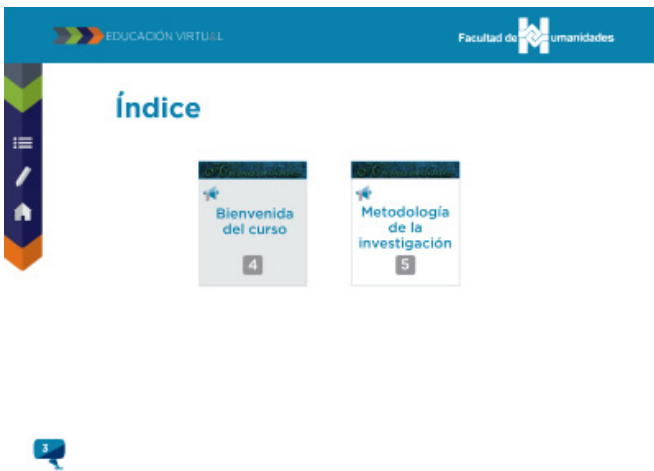 EDUCACIÓN VIRTUAL
Facultad de Humanidades
Índice
Bienvenida
del curso
4
Metodología
de la
investigación
5
3